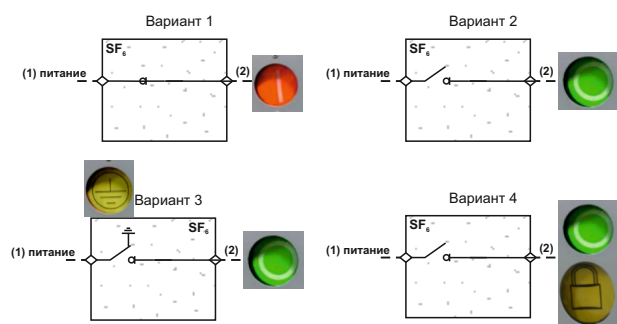 Вариант 1
SF₆
(1) питание
(2)
Вариант 2
SF₆
(1) питание
(2)
Вариант 3
SF₆
(1) питание
(2)
Вариант 4
SF₆
(1) питание
(2)